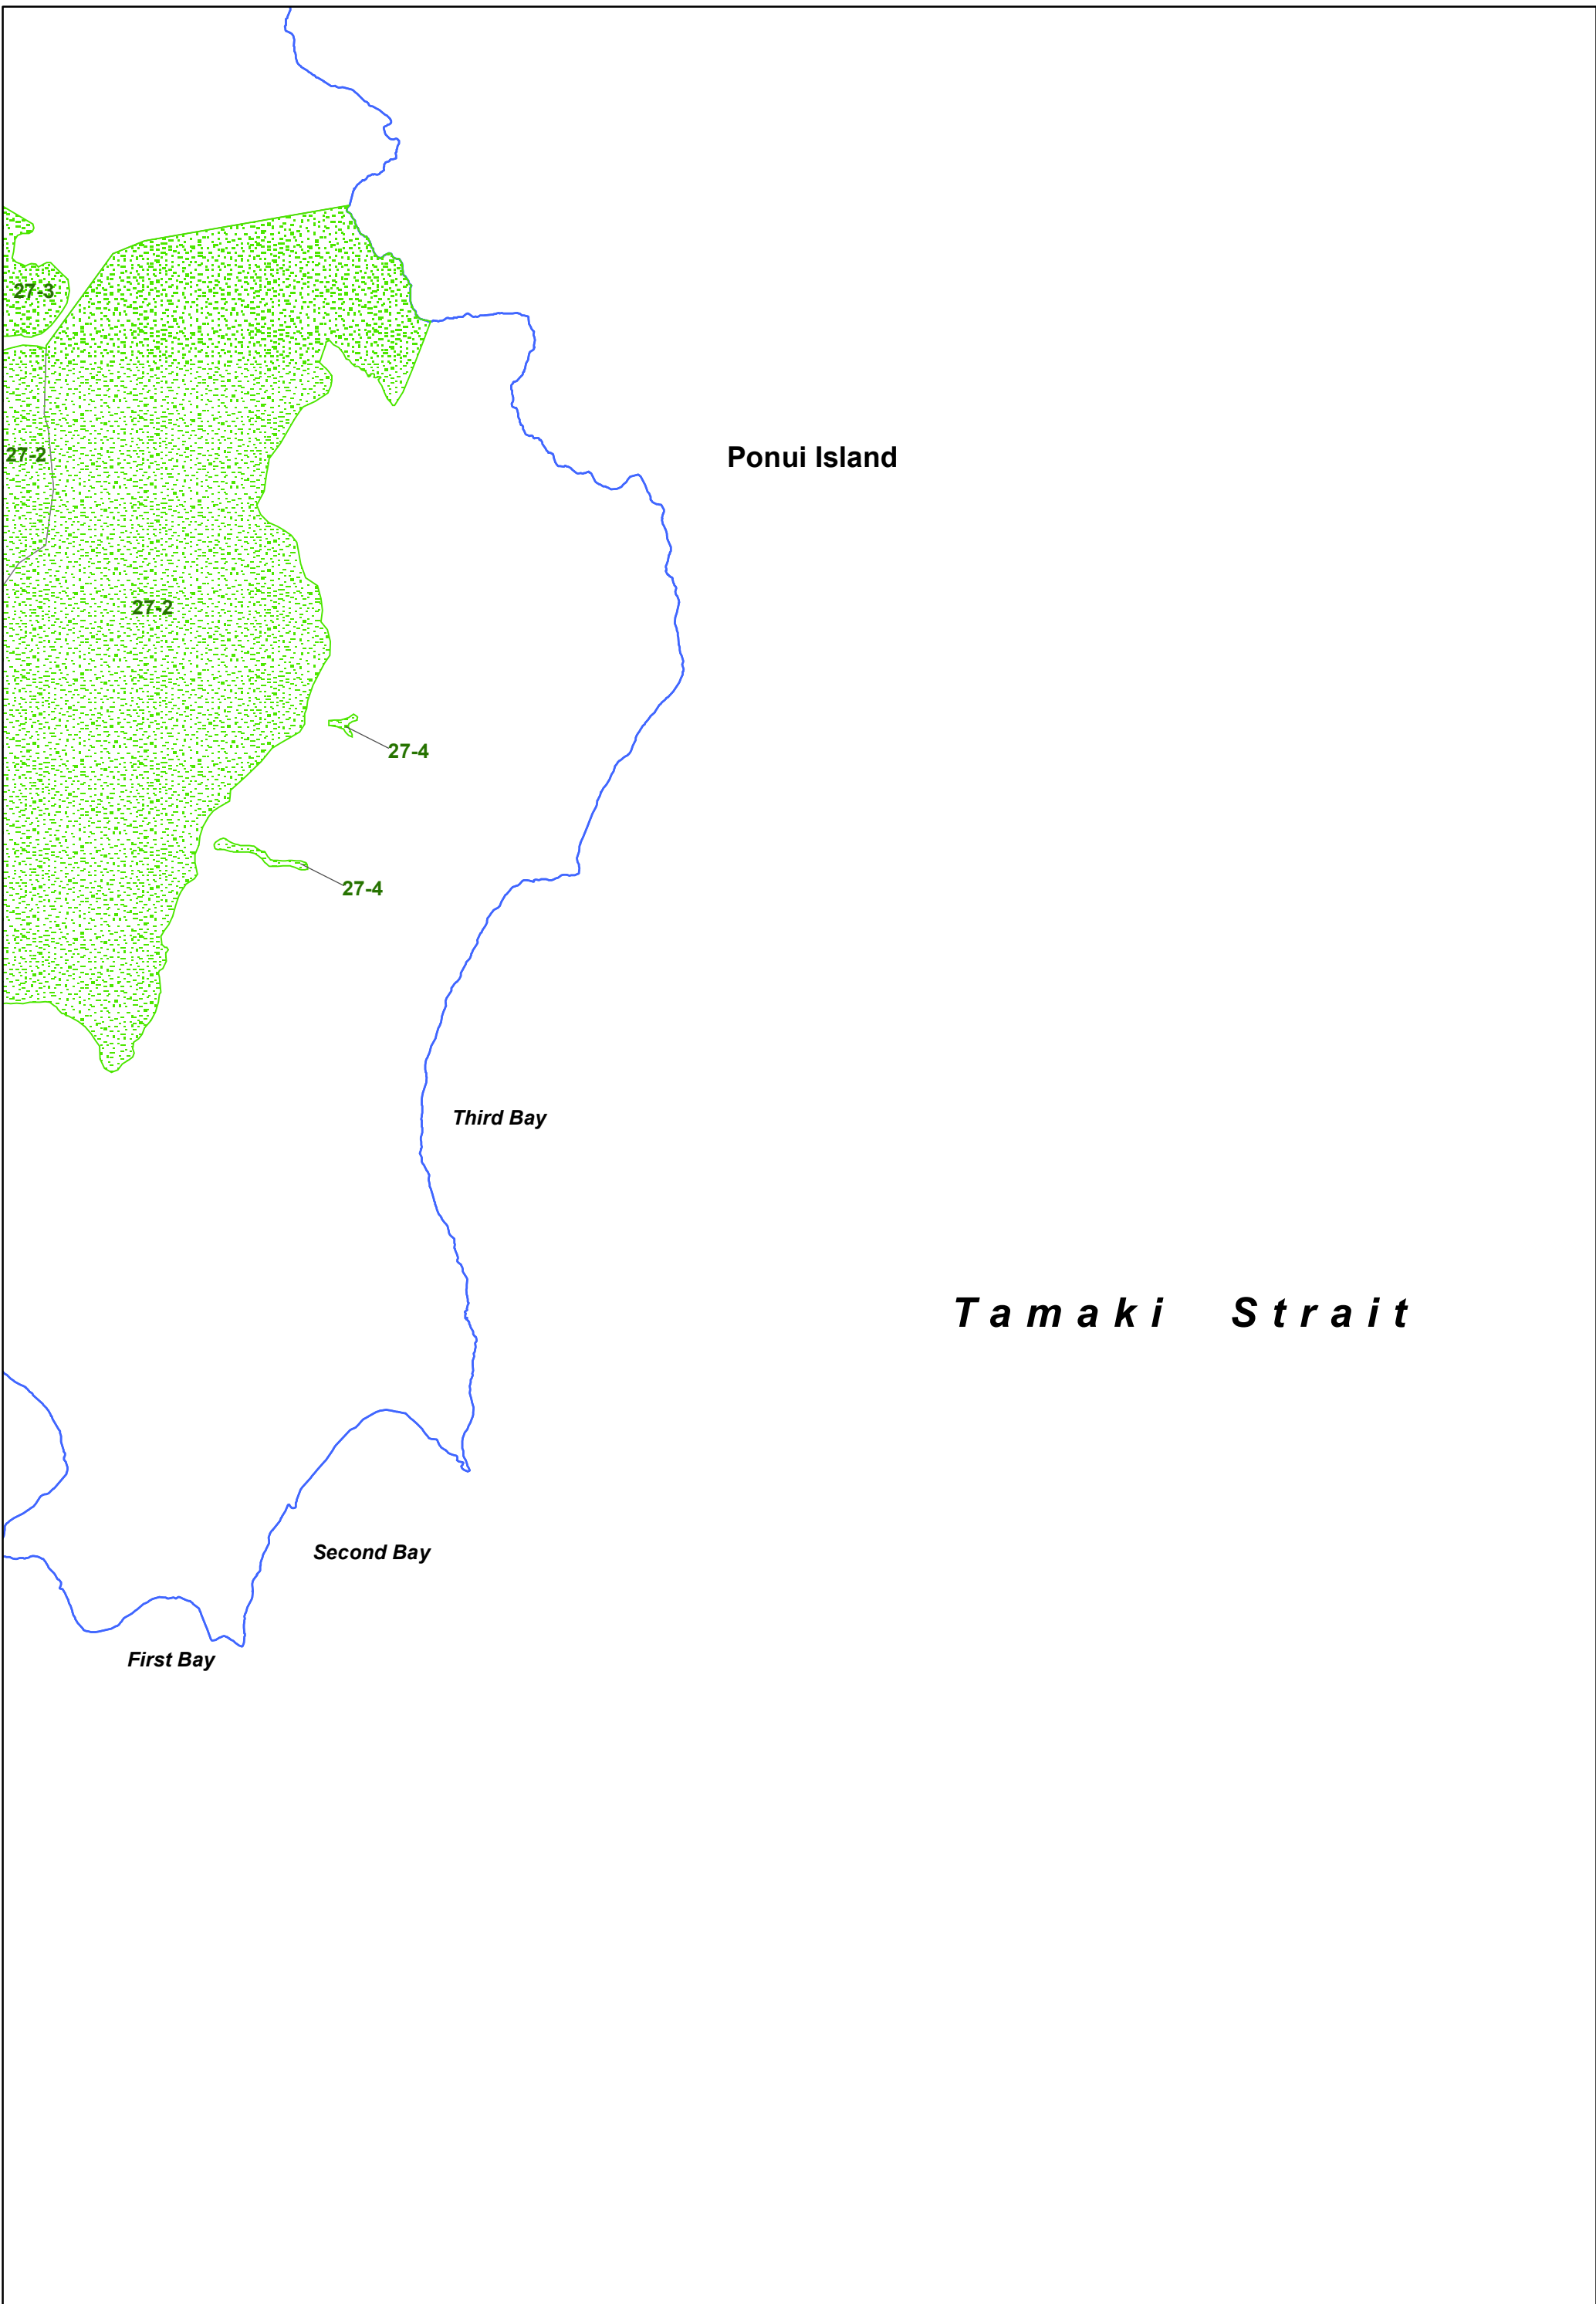 27-3
27-2
Ponui Island
27-2
27-4
27-4
Third Bay
Tamaki Strait
Second Bay
First Bay